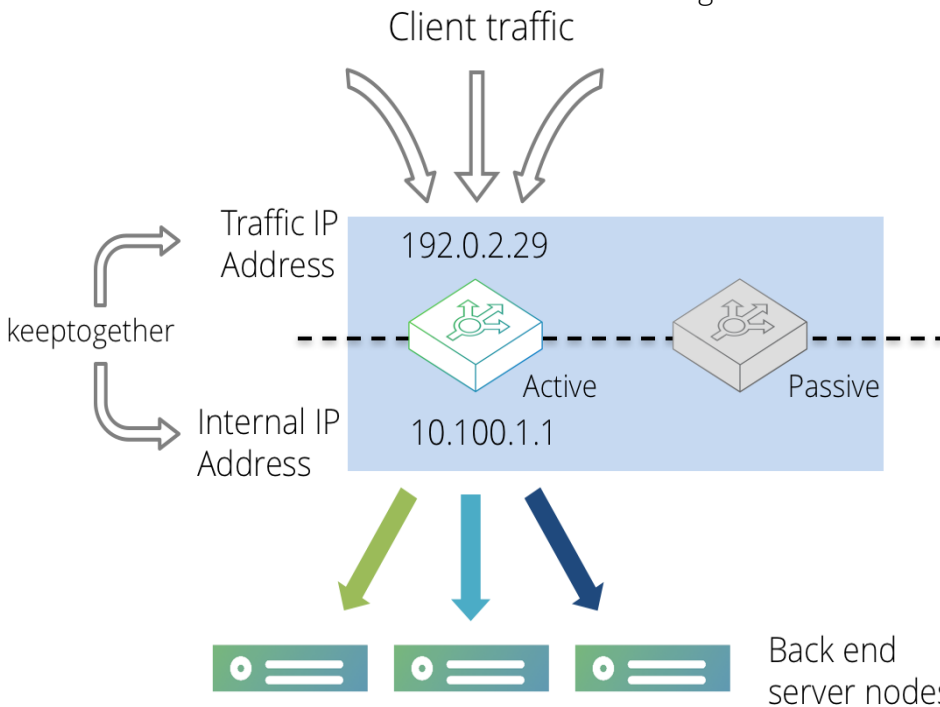 Client traffic
Traffic IP
Address
192.0.2.29
keeptogether
Active
Passive
Internal IP
Address
10.100.1.1
Back end
server nodes